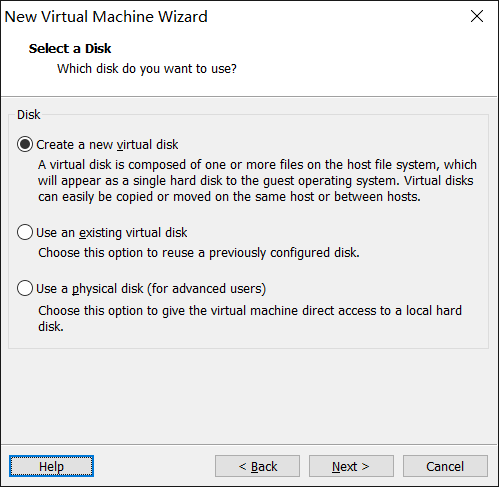 New Virtual Machine Wizard
Select a Disk
Which disk do you want to use?
Disk
Create a new virtual disk
A virtual disk is composed of one or more files on the host file system, which
will appear as a single hard disk to the guest operating system. Virtual disks
can easily be copied or moved on the same host or between hosts.
Use an existing virtual disk
Choose this option to reuse a previously configured disk.
Use a physical disk (for advanced users)
Choose this option to give the virtual machine direct access to a local hard
disk.
Help
< Back
Next >
Cancel